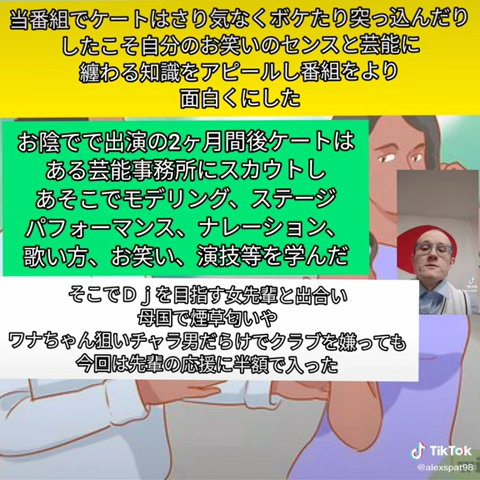 当番組でケートはさり気なくボケたり突っ込んだり
したこそ自分のお笑いのセンスと芸能に
纏わる知識をアピールし番組をより
面白くにした
お陰でで出演の2ヶ月間後ケートは
ある芸能事務所にスカウトし
あそこでモデリング、ステージ
パフォーマンス、ナレーション、
歌い方、お笑い、演技等を学んだ
そこでDjを目指す女先輩と出合い
母国で煙草匂いや
ワナちゃん狙いチャラ男だらけでクラブを嫌っても
今回は先輩の応援に半額で入った
TikTok
@alexspat98